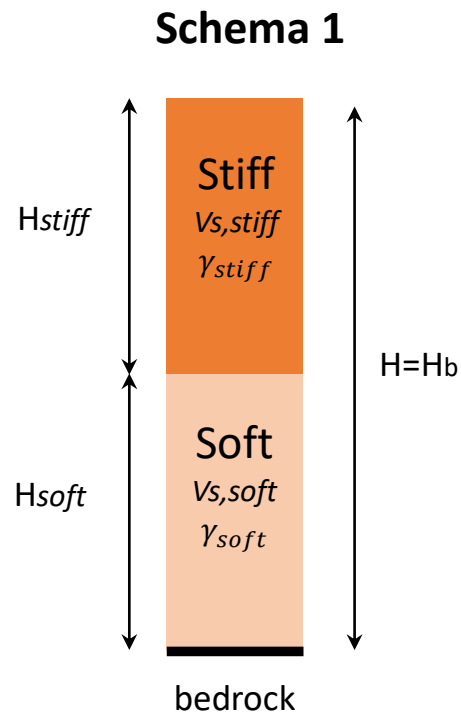 Schema 1
Stiff
Vs,stiff
γstiff
Hstiff
H=Hb
Soft
Vs,soft
γsoft
Hsoft
bedrock